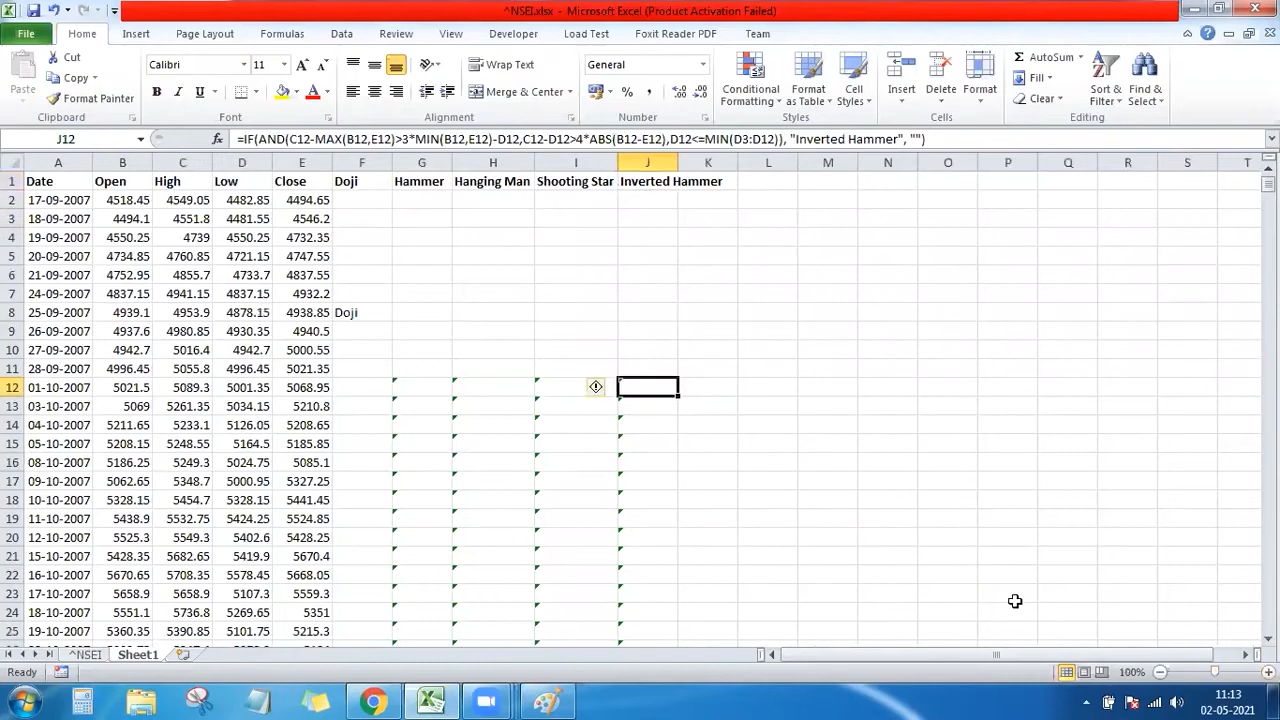 ^NSEI.xlsx - Microsoft Excel (Product Activation Failed)
File Home Insert Page Layout Formulas Data Review View Developer Load Test Foxit Reader PDF Team
Paste
Cut
Copy
Format Painter
Clipboard
Calibri 11
B I U
Font
Wrap Text
Merge & Center
Alignment
General
%
Number
Conditional Formatting
Format as Table
Cell Styles
Styles
Insert Delete Format
Cells
AutoSum
Fill
Clear
Sort & Filter
Find & Select
Editing
J12 fx =IF(AND(C12-MAX(B12,E12)>3*MIN(B12,E12)-D12,C12-D12>4*ABS(B12-E12),D12<=MIN(D3:D12)), "Inverted Hammer", "")
A B C D E F G H I J K L M N O P Q R S T
1 Date Open High Low Close Doji Hammer Hanging Man Shooting Star Inverted Hammer
2 17-09-2007 4518.45 4549.05 4482.85 4494.65
3 18-09-2007 4494.1 4551.8 4481.55 4546.2
4 19-09-2007 4550.25 4739 4550.25 4732.35
5 20-09-2007 4734.85 4760.85 4721.15 4747.55
6 21-09-2007 4752.95 4855.7 4733.7 4837.55
7 24-09-2007 4837.15 4941.15 4837.15 4932.2
8 25-09-2007 4939.1 4953.9 4878.15 4938.85 Doji
9 26-09-2007 4937.6 4980.85 4930.35 4940.5
10 27-09-2007 4942.7 5016.4 4942.7 5000.55
11 28-09-2007 4996.45 5055.8 4996.45 5021.35
12 01-10-2007 5021.5 5089.3 5001.35 5068.95
13 03-10-2007 5069 5261.35 5034.15 5210.8
14 04-10-2007 5211.65 5233.1 5126.05 5208.65
15 05-10-2007 5208.15 5248.55 5164.5 5185.85
16 08-10-2007 5186.25 5249.3 5024.75 5085.1
17 09-10-2007 5062.65 5348.7 5000.95 5327.25
18 10-10-2007 5328.15 5454.7 5328.15 5441.45
19 11-10-2007 5438.9 5532.75 5424.25 5524.85
20 12-10-2007 5525.3 5549.3 5402.6 5428.25
21 15-10-2007 5428.35 5682.65 5419.9 5670.4
22 16-10-2007 5670.65 5708.35 5578.45 5668.05
23 17-10-2007 5658.9 5658.9 5107.3 5559.3
24 18-10-2007 5551.1 5736.8 5269.65 5351
25 19-10-2007 5360.35 5390.85 5101.75 5215.3
^NSEI Sheet1
Ready 100%
11:13
02-05-2021